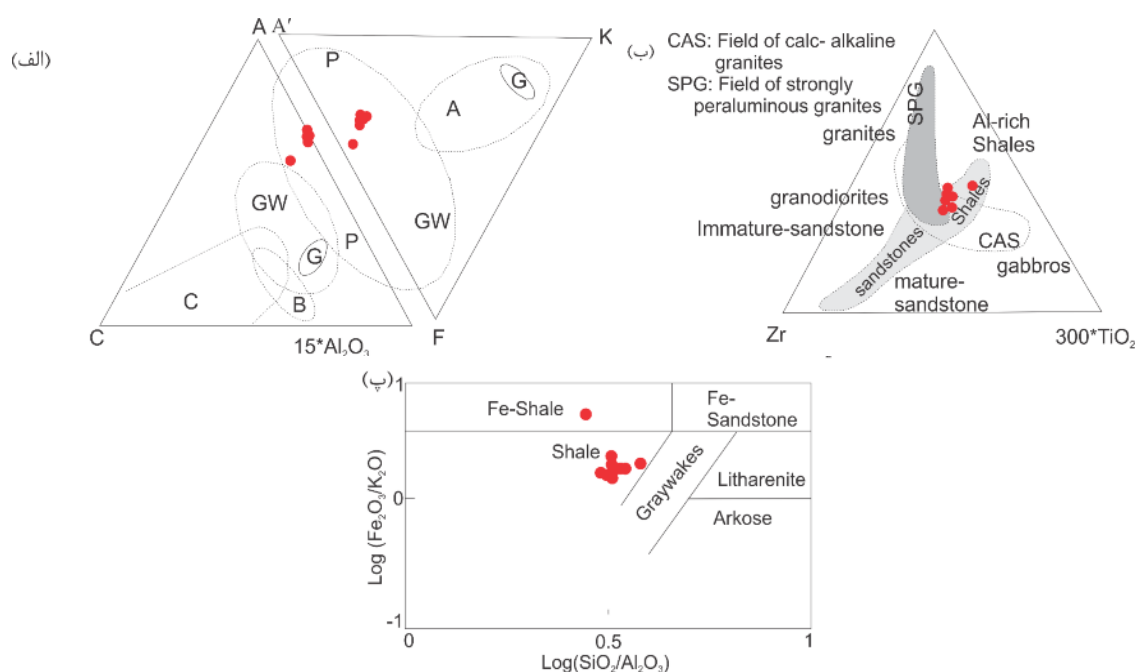 (الف)
A
A′
K
P
G
A
GW
P
GW
G
C
B
C
F
15*Al₂O₃
(ب)
CAS: Field of calc- alkaline
granites
SPG: Field of strongly
peraluminous granites
granites
SPG
Al-rich
Shales
granodiorites
Immature-sandstone
Shales
sandstones
CAS
gabbros
mature-
sandstone
Zr
300*TiO₂
(پ)
1
Fe-Shale
Fe-
Sandstone
Shale
Graywakes
Litharenite
0
Arkose
Log (Fe₂O₃/K₂O)
-1
0
0.5
1
Log(SiO₂/Al₂O₃)